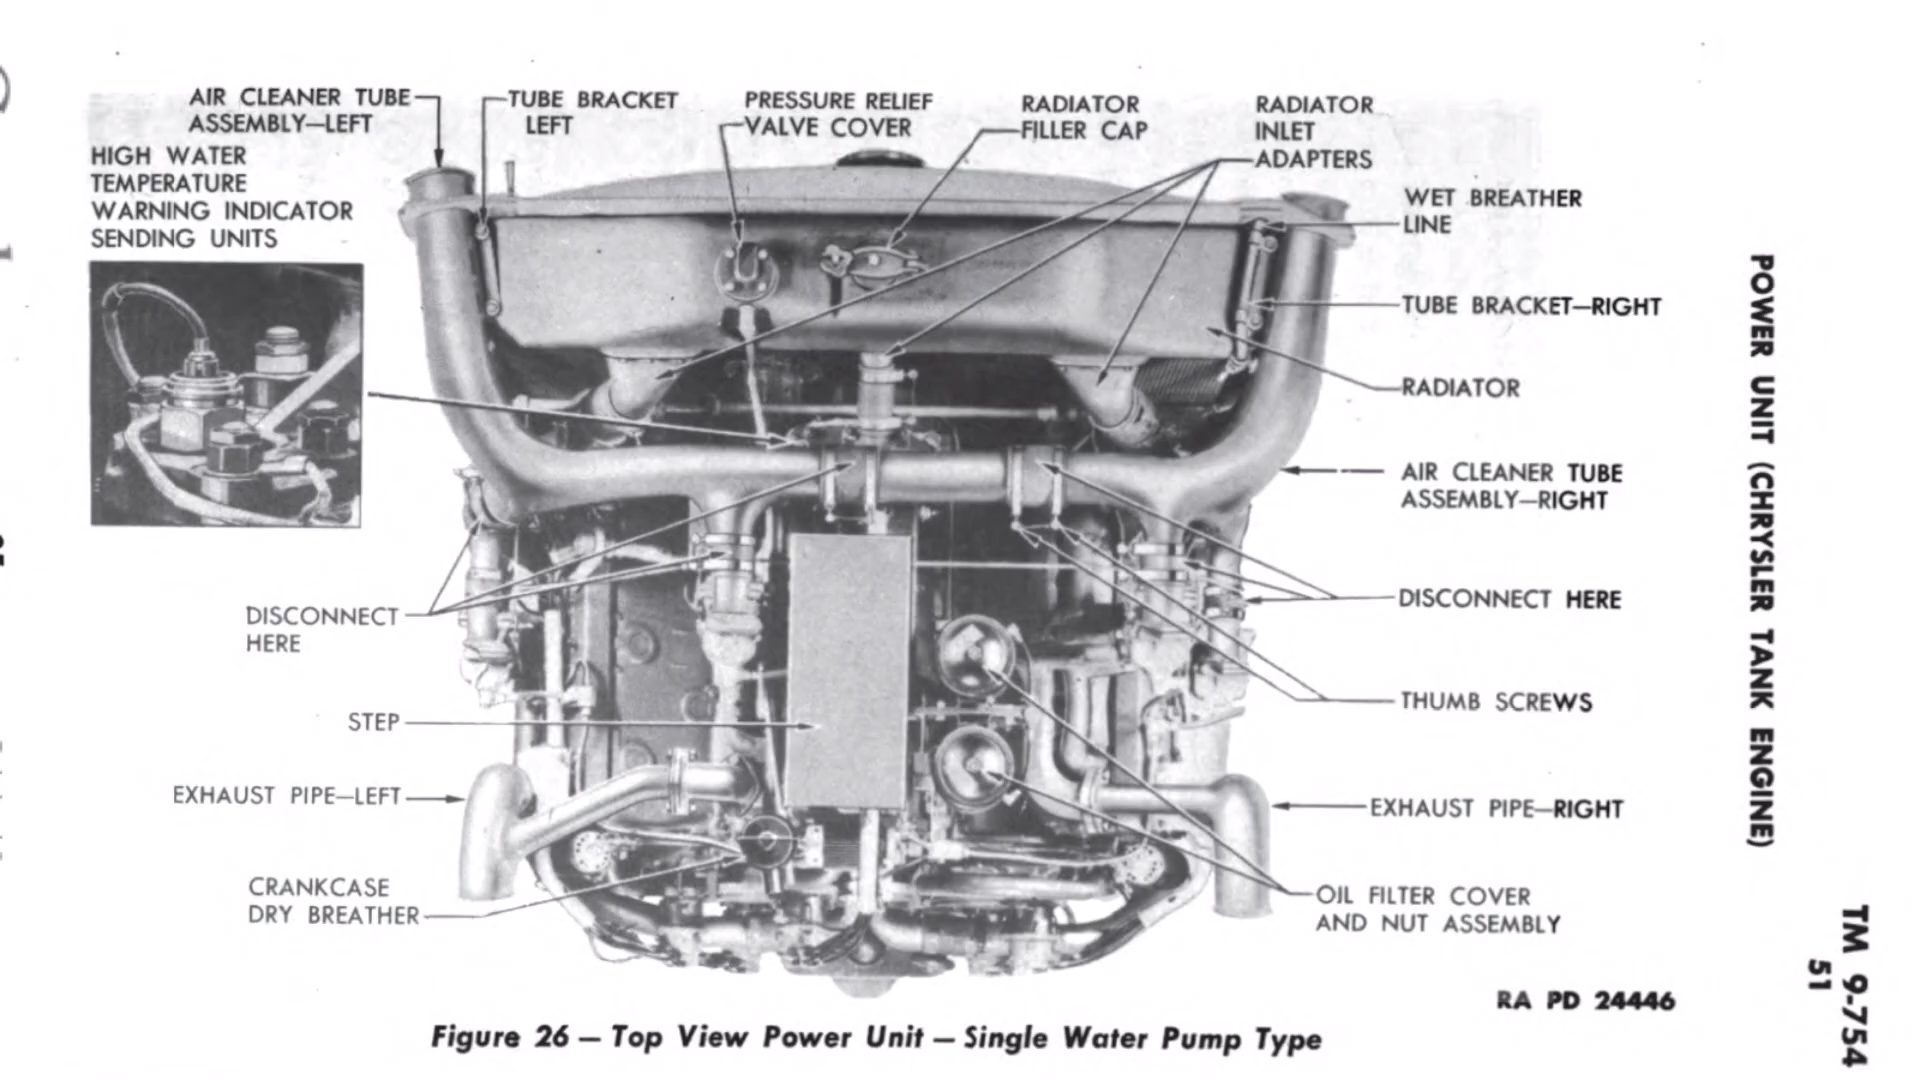 AIR CLEANER TUBE
ASSEMBLY—LEFT
TUBE BRACKET
LEFT
PRESSURE RELIEF
VALVE COVER
RADIATOR
FILLER CAP
RADIATOR
INLET
ADAPTERS
HIGH WATER
TEMPERATURE
WARNING INDICATOR
SENDING UNITS
WET BREATHER
LINE
TUBE BRACKET—RIGHT
RADIATOR
AIR CLEANER TUBE
ASSEMBLY—RIGHT
DISCONNECT
HERE
DISCONNECT HERE
STEP
THUMB SCREWS
EXHAUST PIPE—LEFT
EXHAUST PIPE—RIGHT
CRANKCASE
DRY BREATHER
OIL FILTER COVER
AND NUT ASSEMBLY
RA PD 24446
Figure 26 — Top View Power Unit — Single Water Pump Type
POWER UNIT (CHRYSLER TANK ENGINE)
TM 9-754
51